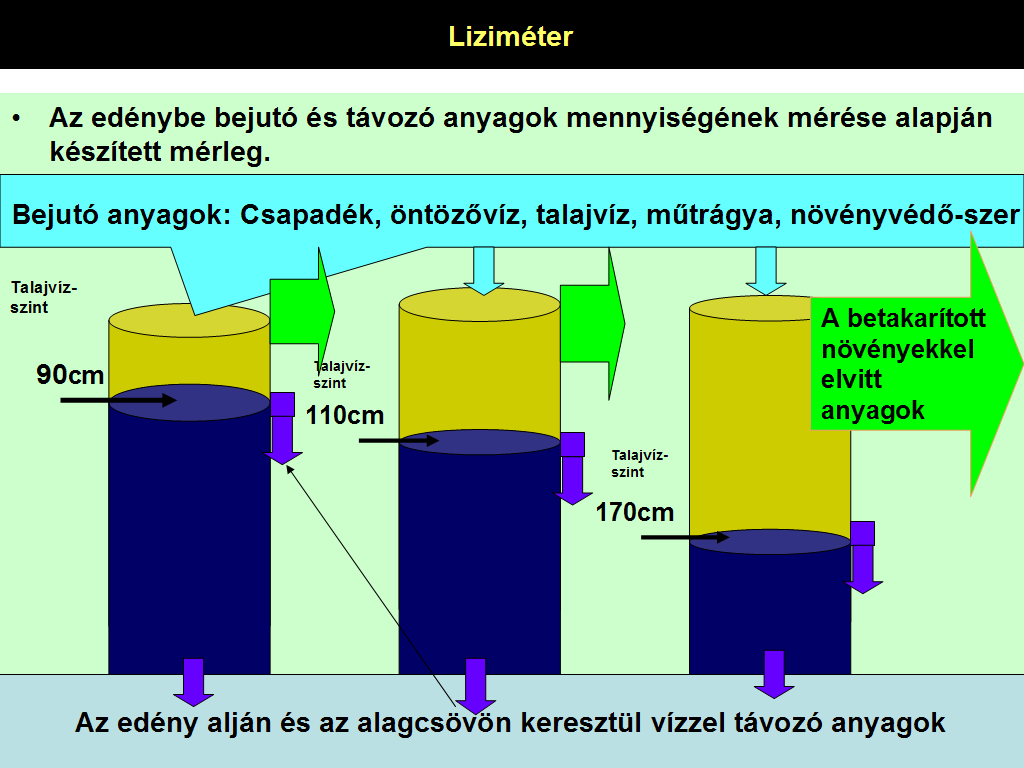 Liziméter
• Az edénybe bejutó és távozó anyagok mennyiségének mérése alapján
készített mérleg.
Bejutó anyagok: Csapadék, öntözővíz, talajvíz, műtrágya, növényvédő-szer
Talajvíz-
szint
90cm
Talajvíz-
szint
110cm
Talajvíz-
szint
170cm
A betakarított
növényekkel
elvitt
anyagok
Az edény alján és az alagcsövön keresztül vízzel távozó anyagok